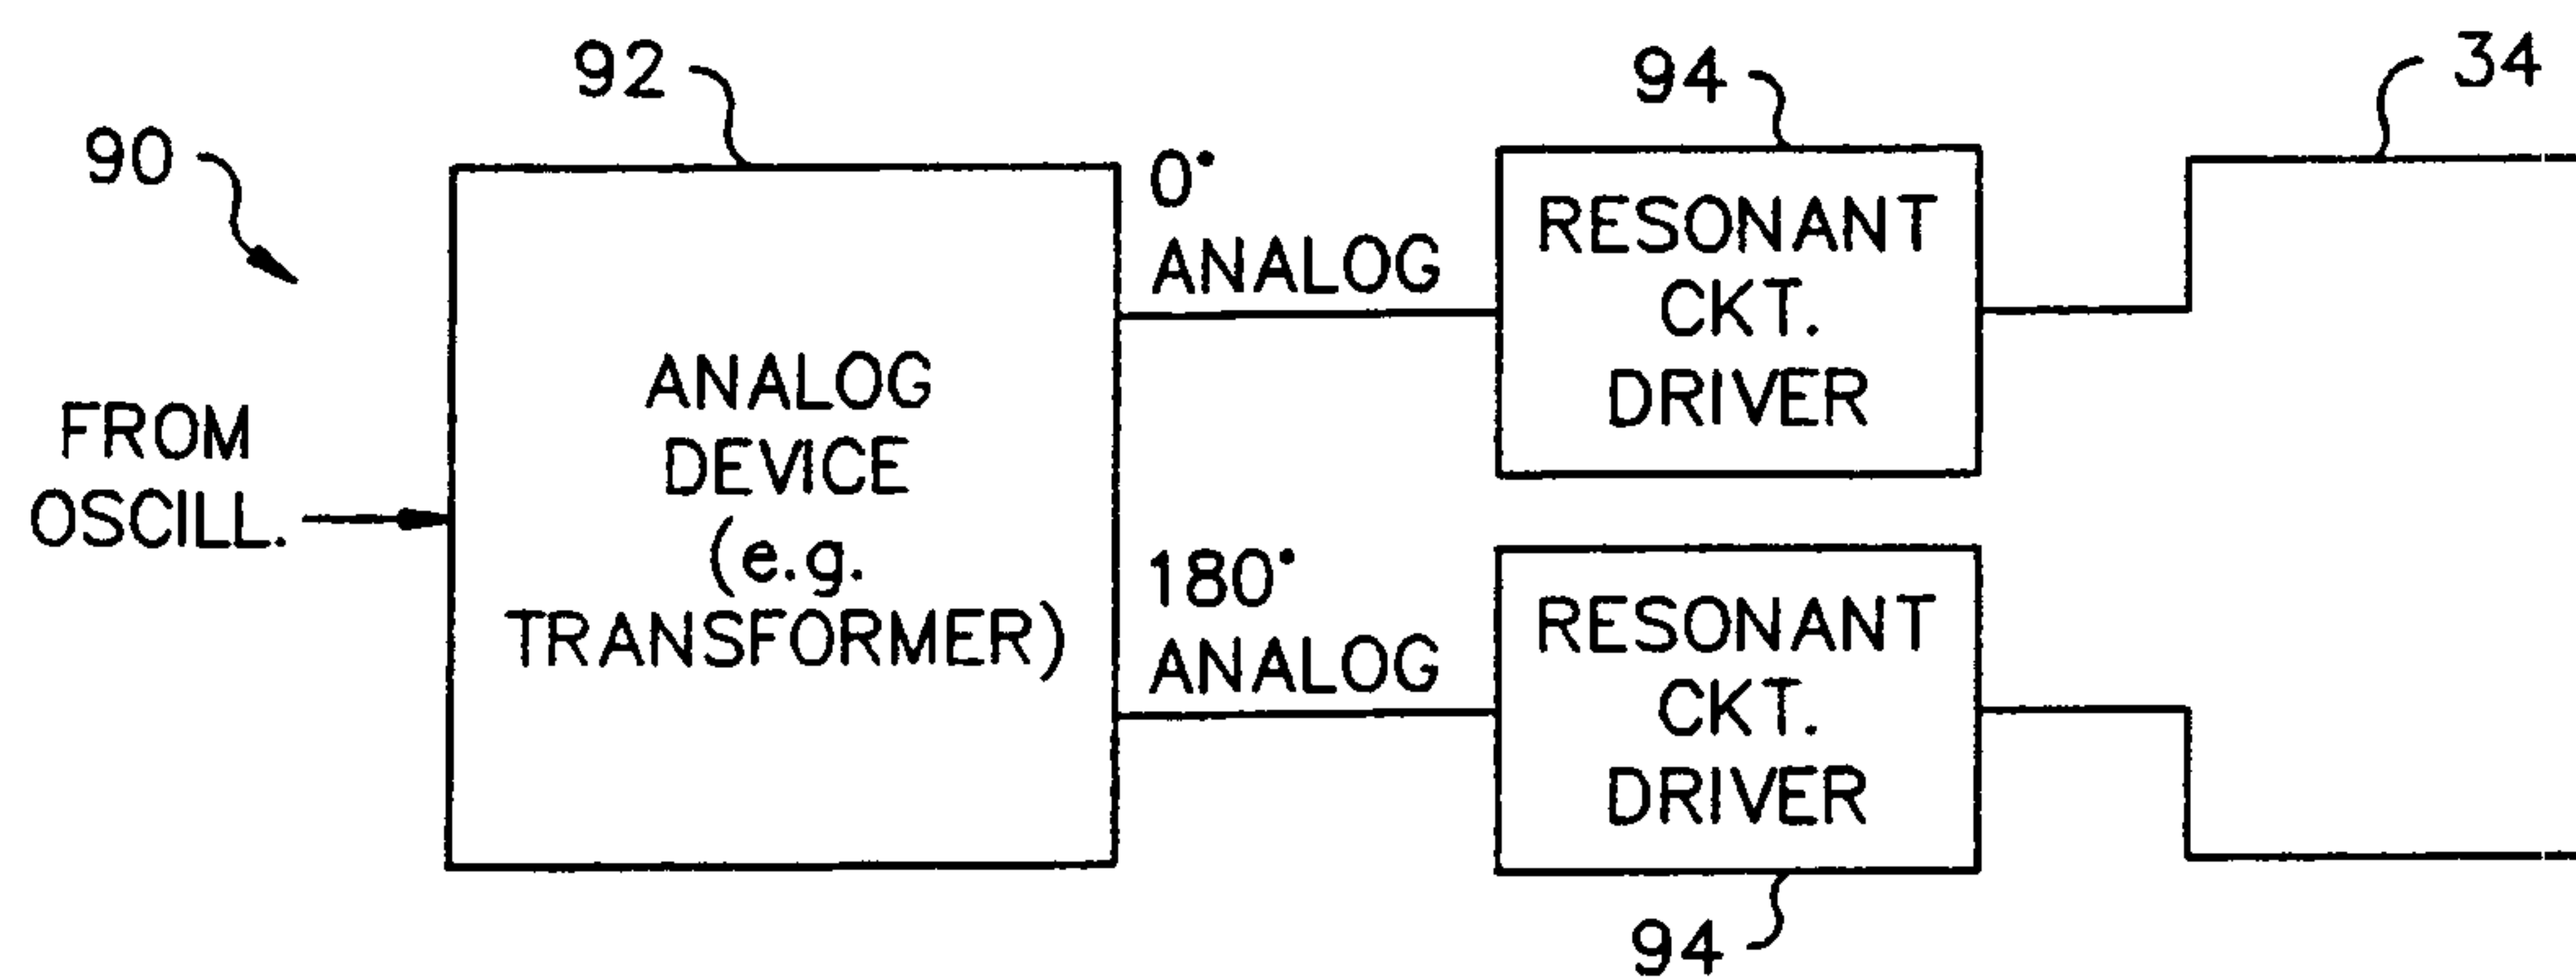 90
92
94
34
FROM
OSCILL.
ANALOG
DEVICE
(e.g.
TRANSFORMER)
0°
ANALOG
180°
ANALOG
RESONANT
CKT.
DRIVER
RESONANT
CKT.
DRIVER
94